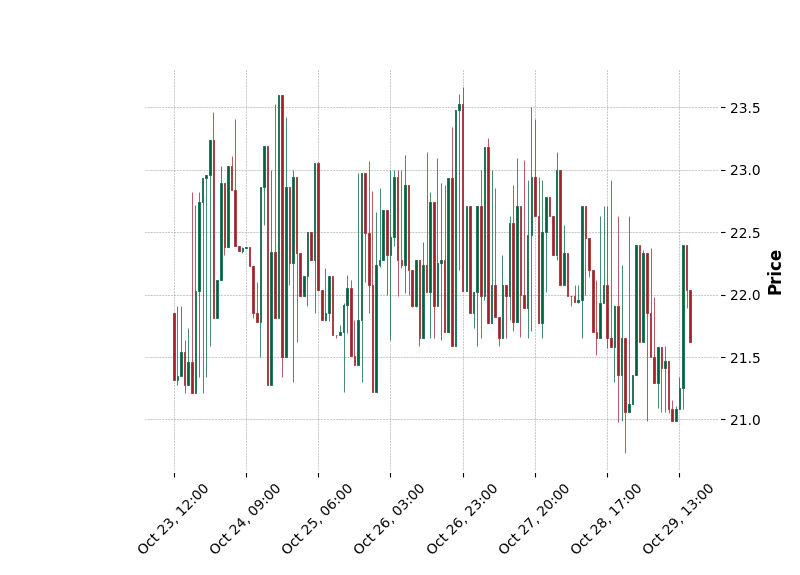 23.5
23.0
22.5
22.0
21.5
21.0
Price
Oct 23, 12:00
Oct 24, 09:00
Oct 25, 06:00
Oct 26, 03:00
Oct 26, 23:00
Oct 27, 20:00
Oct 28, 17:00
Oct 29, 13:00